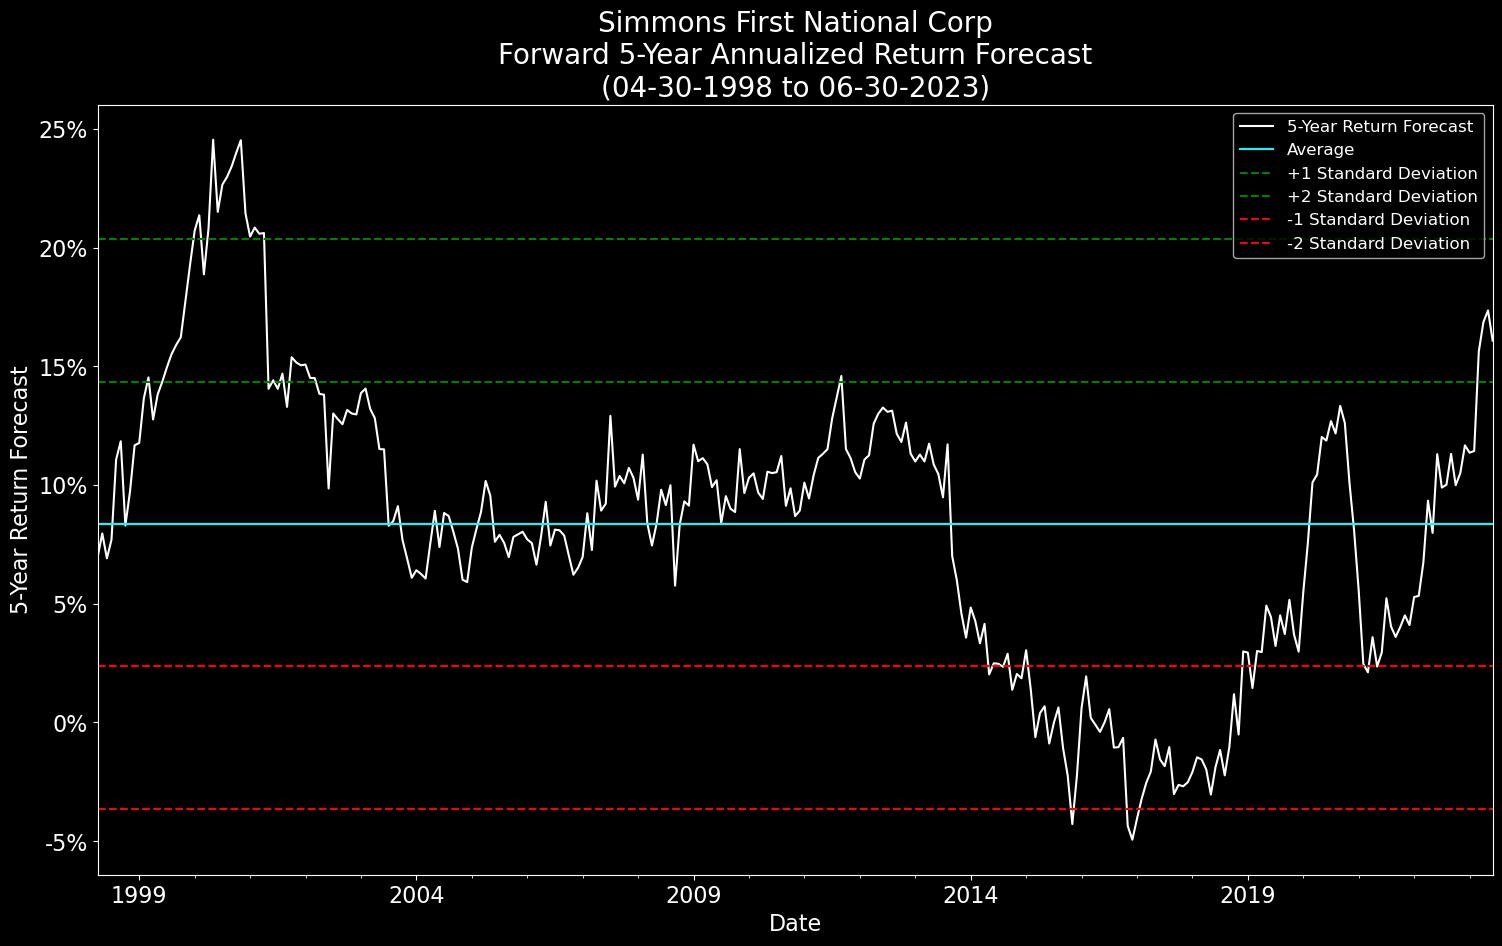 Simmons First National Corp
Forward 5-Year Annualized Return Forecast
(04-30-1998 to 06-30-2023)
5-Year Return Forecast
Average
+1 Standard Deviation
+2 Standard Deviation
-1 Standard Deviation
-2 Standard Deviation
25%
20%
15%
10%
5%
0%
-5%
5-Year Return Forecast
1999
2004
2009
2014
2019
Date